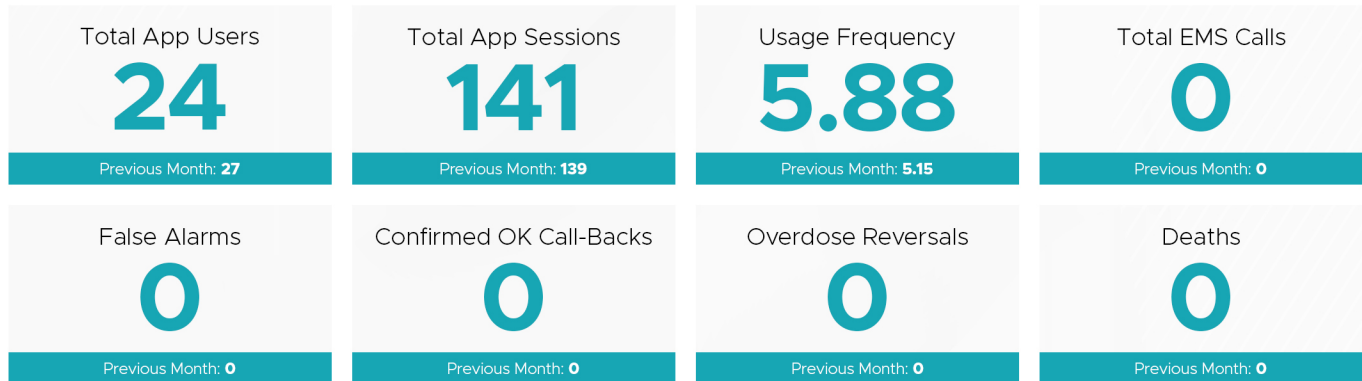 Total App Users
24
Previous Month: 27
Total App Sessions
141
Previous Month: 139
Usage Frequency
5.88
Previous Month: 5.15
Total EMS Calls
0
Previous Month: 0
False Alarms
0
Previous Month: 0
Confirmed OK Call-Backs
0
Previous Month: 0
Overdose Reversals
0
Previous Month: 0
Deaths
0
Previous Month: 0